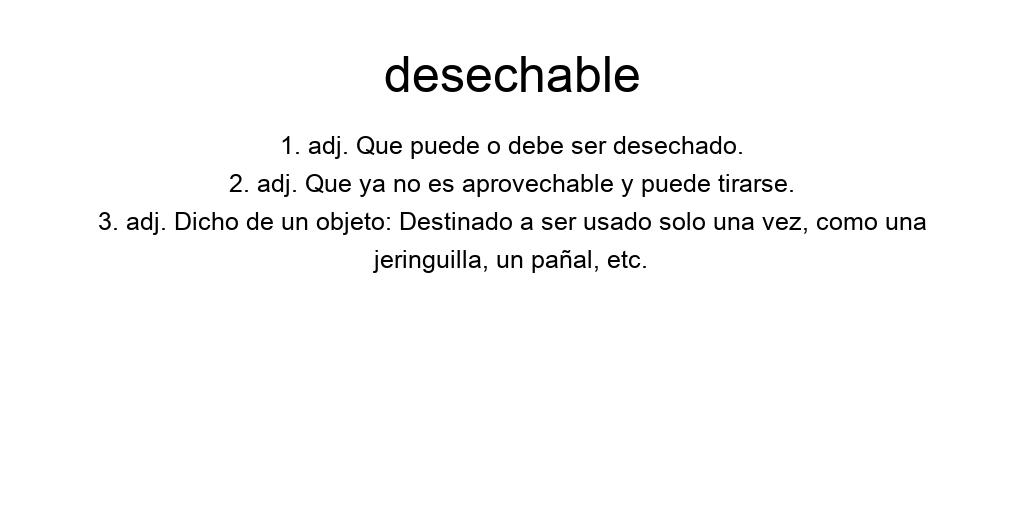 desechable
1. adj. Que puede o debe ser desechado.
2. adj. Que ya no es aprovechable y puede tirarse.
3. adj. Dicho de un objeto: Destinado a ser usado solo una vez, como una
jeringuilla, un pañal, etc.